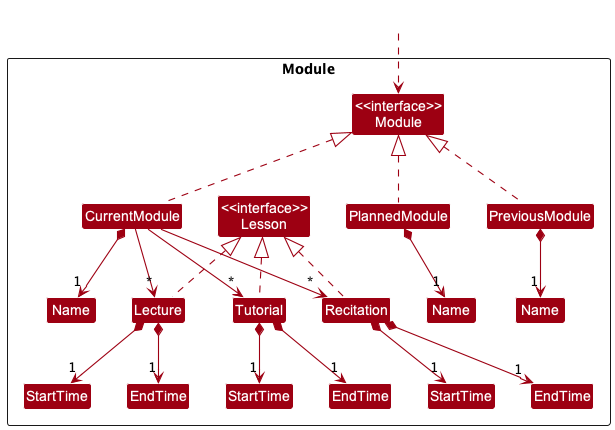 Module
<<interface>>
Module
CurrentModule
<<interface>>
Lesson
PlannedModule
PreviousModule
1
*
*
*
1
1
Name
Lecture
Tutorial
Recitation
Name
Name
1
1
1
1
1
1
StartTime
EndTime
StartTime
EndTime
StartTime
EndTime